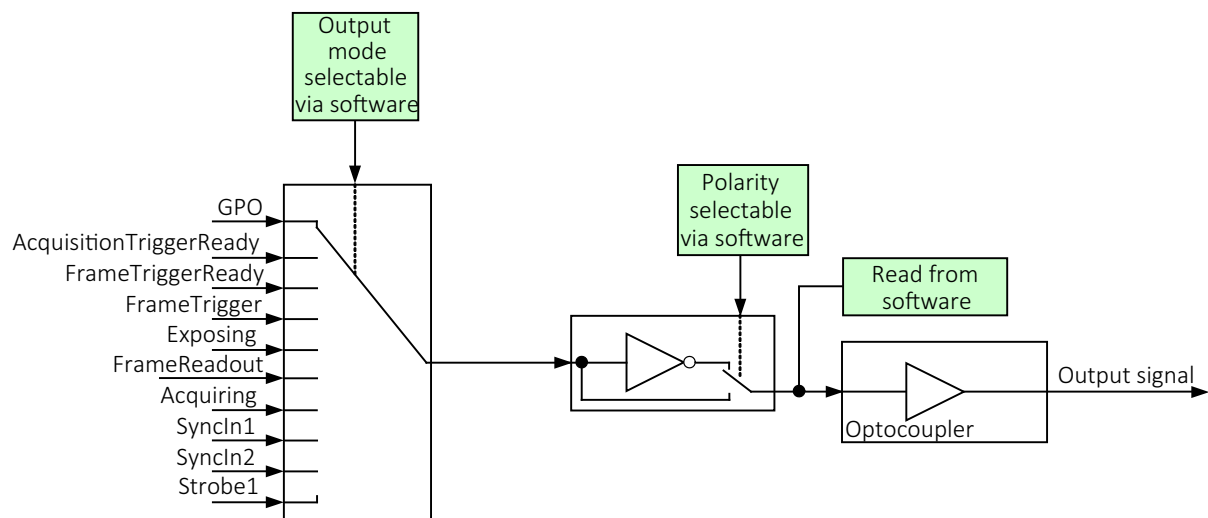 Output
mode
selectable
via software
GPO
AcquisitionTriggerReady
FrameTriggerReady
FrameTrigger
Exposing
FrameReadout
Acquiring
SyncIn1
SyncIn2
Strobe1
Polarity
selectable
via software
Read from
software
Optocoupler
Output signal